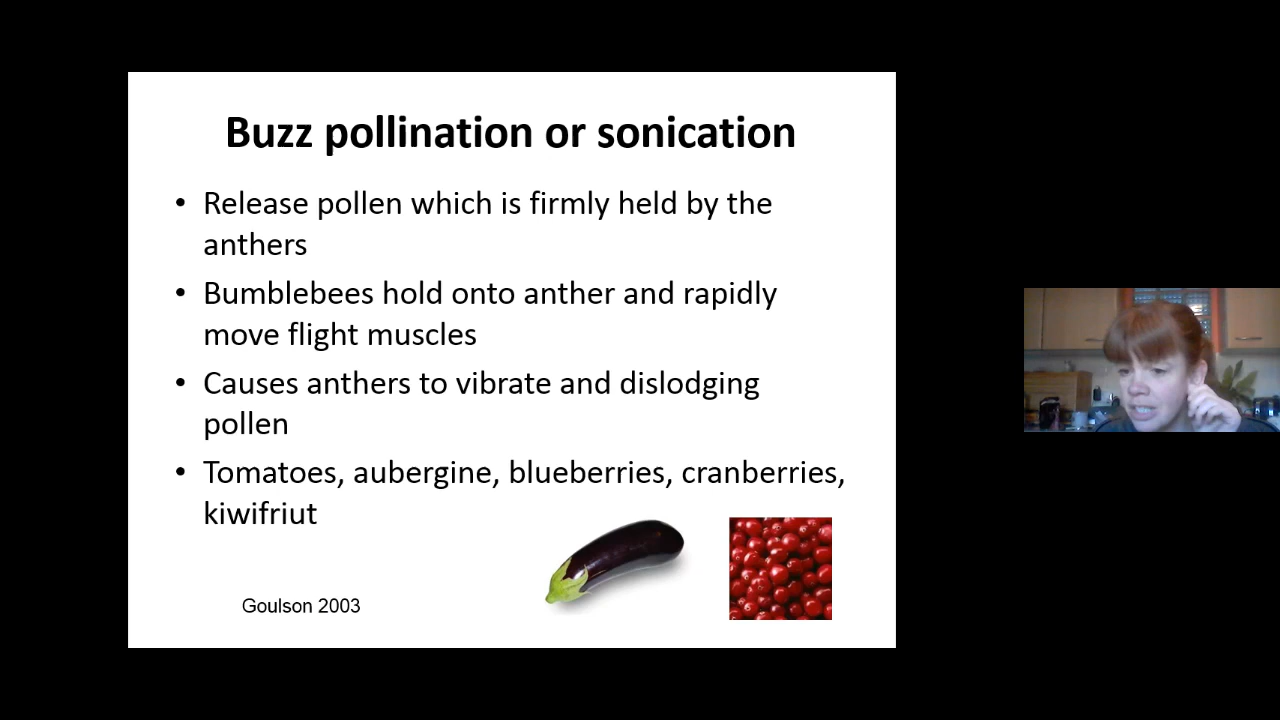 Buzz pollination or sonication
• Release pollen which is firmly held by the
anthers
• Bumblebees hold onto anther and rapidly
move flight muscles
• Causes anthers to vibrate and dislodging
pollen
• Tomatoes, aubergine, blueberries, cranberries,
kiwifriut
Goulson 2003